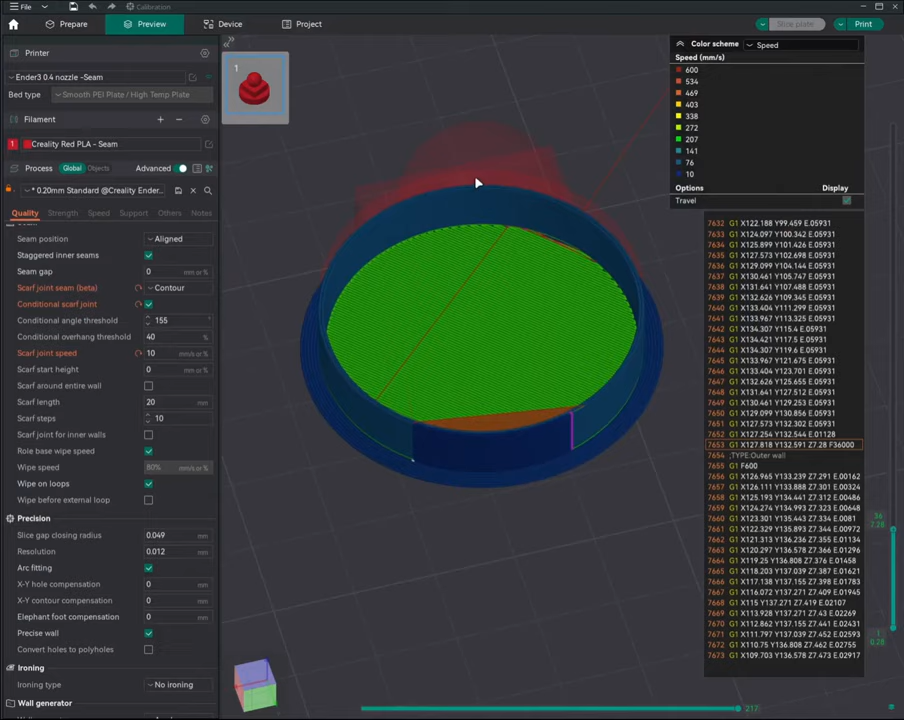 File
Calibration
Prepare
Preview
Device
Project
Slice plate
Print
Printer
Ender3 0.4 nozzle -Seam
Bed type
Smooth PEI Plate / High Temp Plate
Filament
1
Creality Red PLA - Seam
Process
Global
Objects
Advanced
* 0.20mm Standard @Creality Ender..
Quality
Strength
Speed
Support
Others
Notes
Seam
Seam position
Aligned
Staggered inner seams
Seam gap
0
mm or %
Scarf joint seam (beta)
Contour
Conditional scarf joint
Conditional angle threshold
155
°
Conditional overhang threshold
40
%
Scarf joint speed
10
mm/s or %
Scarf start height
0
mm or %
Scarf around entire wall
Scarf length
20
mm
Scarf steps
10
Scarf joint for inner walls
Role base wipe speed
Wipe speed
80%
mm/s or %
Wipe on loops
Wipe before external loop
Precision
Slice gap closing radius
0.049
mm
Resolution
0.012
mm
Arc fitting
X-Y hole compensation
0
mm
X-Y contour compensation
0
mm
Elephant foot compensation
0
mm
Precise wall
Convert holes to polyholes
Ironing
Ironing type
No ironing
Wall generator
1
Color scheme
Speed
Speed (mm/s)
600
534
469
403
338
272
207
141
76
10
Options
Display
Travel
7632 G1 X122.188 Y99.459 E.05931
7633 G1 X124.097 Y100.342 E.05931
7634 G1 X125.899 Y101.426 E.05931
7635 G1 X127.573 Y102.698 E.05931
7636 G1 X129.099 Y104.144 E.05931
7637 G1 X130.461 Y105.747 E.05931
7638 G1 X131.641 Y107.488 E.05931
7639 G1 X132.626 Y109.345 E.05931
7640 G1 X133.404 Y111.299 E.05931
7641 G1 X133.967 Y113.325 E.05931
7642 G1 X134.307 Y115.4 E.05931
7643 G1 X134.421 Y117.5 E.05931
7644 G1 X134.307 Y119.6 E.05931
7645 G1 X133.967 Y121.675 E.05931
7646 G1 X133.404 Y123.701 E.05931
7647 G1 X132.626 Y125.655 E.05931
7648 G1 X131.641 Y127.512 E.05931
7649 G1 X130.461 Y129.253 E.05931
7650 G1 X129.099 Y130.856 E.05931
7651 G1 X127.573 Y132.302 E.05931
7652 G1 X127.254 Y132.544 E.01128
7653 G1 X127.818 Y132.591 Z7.28 F36000
7654 ;TYPE:Outer wall
7655 G1 F600
7656 G1 X126.965 Y133.239 Z7.291 E.00162
7657 G1 X126.111 Y133.888 Z7.301 E.00324
7658 G1 X125.193 Y134.441 Z7.312 E.00486
7659 G1 X124.274 Y134.993 Z7.323 E.00648
7660 G1 X123.301 Y135.443 Z7.334 E.0081
7661 G1 X122.329 Y135.893 Z7.344 E.00972
7662 G1 X121.313 Y136.236 Z7.355 E.01134
7663 G1 X120.297 Y136.578 Z7.366 E.01296
7664 G1 X119.25 Y136.808 Z7.376 E.01458
7665 G1 X118.203 Y137.039 Z7.387 E.01621
7666 G1 X117.138 Y137.155 Z7.398 E.01783
7667 G1 X116.072 Y137.271 Z7.409 E.01945
7668 G1 X115 Y137.271 Z7.419 E.02107
7669 G1 X113.928 Y137.271 Z7.43 E.02269
7670 G1 X112.862 Y137.155 Z7.441 E.02431
7671 G1 X111.797 Y137.039 Z7.452 E.02593
7672 G1 X110.75 Y136.808 Z7.462 E.02755
7673 G1 X109.703 Y136.578 Z7.473 E.02917
36
7.28
1
0.28
217